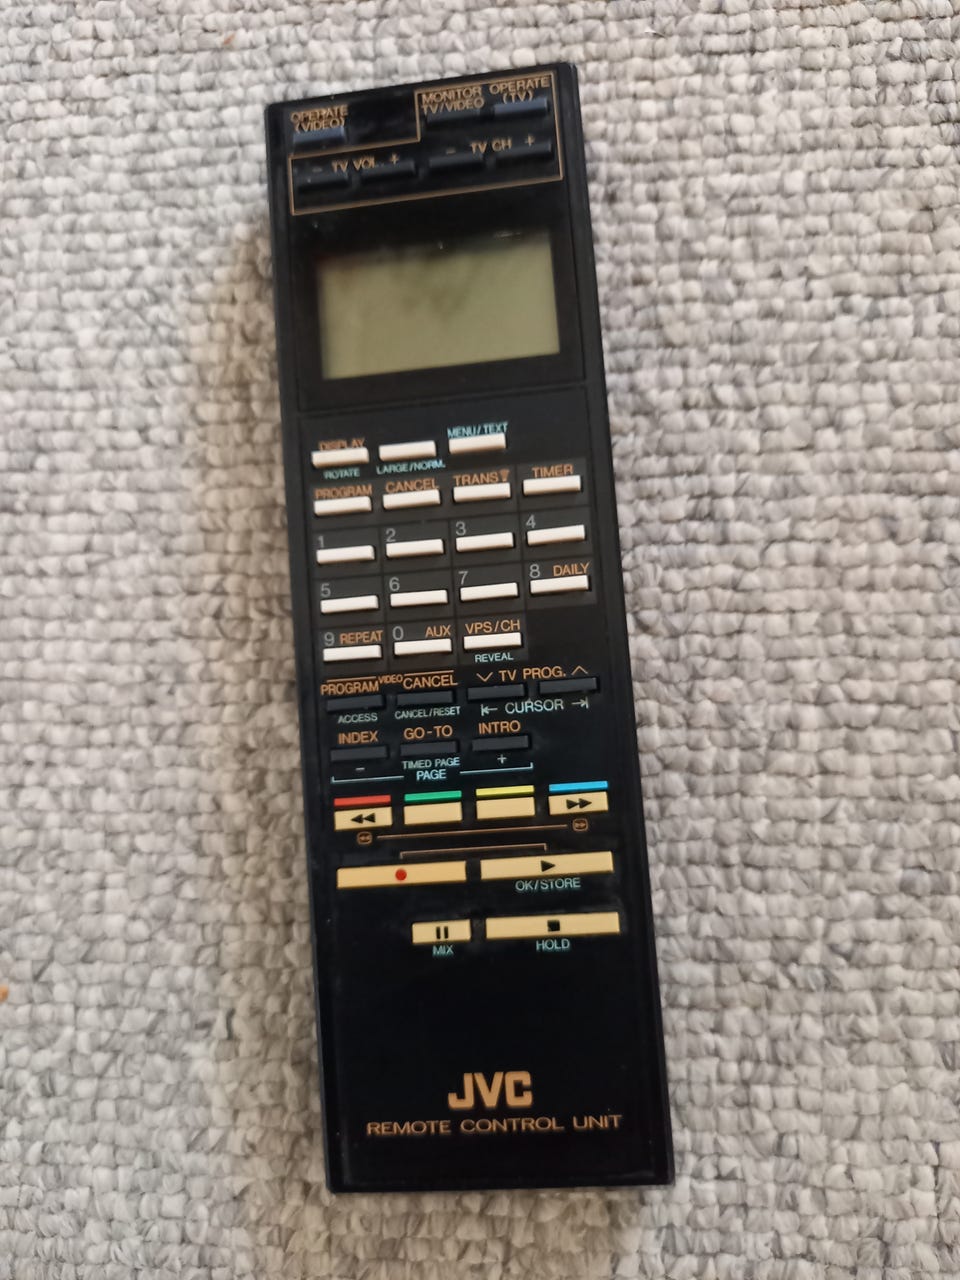 OPERATE
(VIDEO)
MONITOR
TV/VIDEO
OPERATE
(TV)
− TV VOL. +
− TV CH +
DISPLAY
ROTATE
LARGE/NORM.
MENU/TEXT
PROGRAM CANCEL TRANS TIMER
1 2 3 4
5 6 7 8 DAILY
9 REPEAT 0 AUX VPS/CH
REVEAL
PROGRAM VIDEO CANCEL TV PROG.
ACCESS CANCEL/RESET CURSOR
INDEX GO-TO INTRO
− TIMED PAGE +
PAGE
OK/STORE
MIX HOLD
JVC
REMOTE CONTROL UNIT